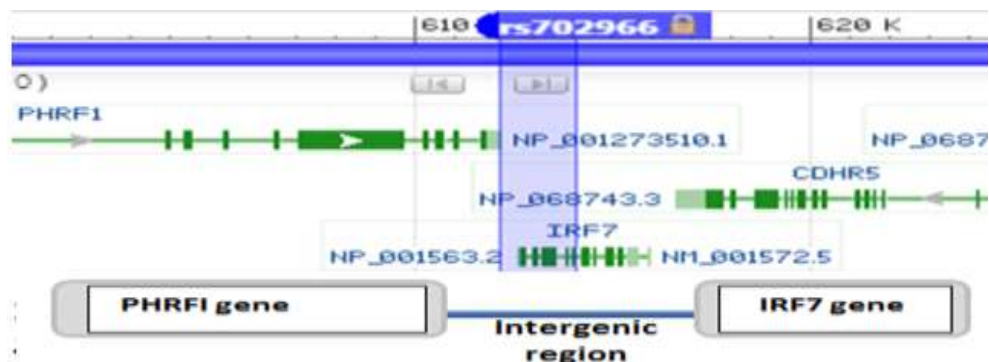 610 rs702966 620 K
O)
PHRF1
NP_001273510.1 NP_0687
CDHR5
NP_068743.3
IRF7
NP_001563.2 NM_001572.5
PHRFI gene IRF7 gene
Intergenic
region